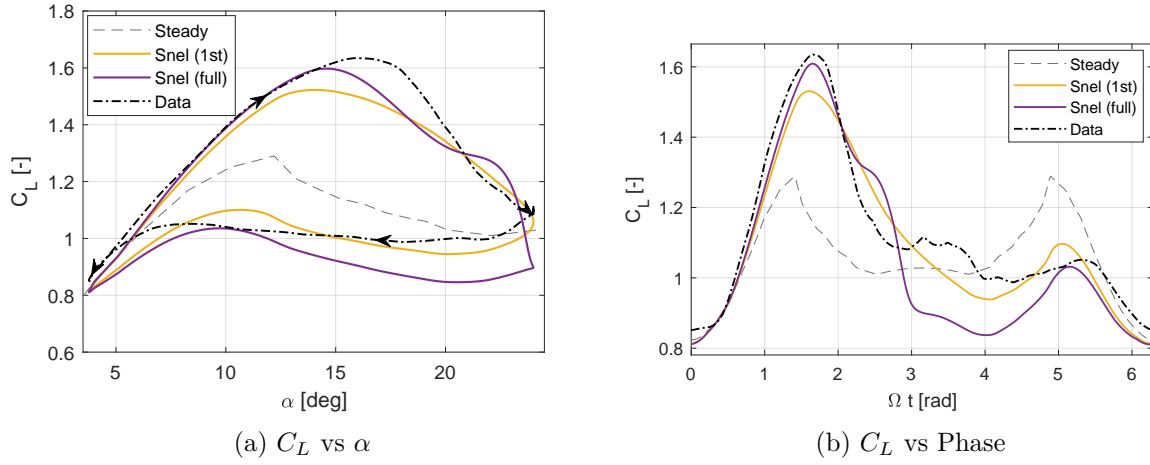 1.8
1.6
1.4
1.2
1
0.8
0.6
C_L [-]
5
10
15
20
α [deg]
Steady
Snel (1st)
Snel (full)
Data
(a) C_L vs α
1.6
1.4
1.2
1
0.8
C_L [-]
0
1
2
3
4
5
6
Ω t [rad]
Steady
Snel (1st)
Snel (full)
Data
(b) C_L vs Phase